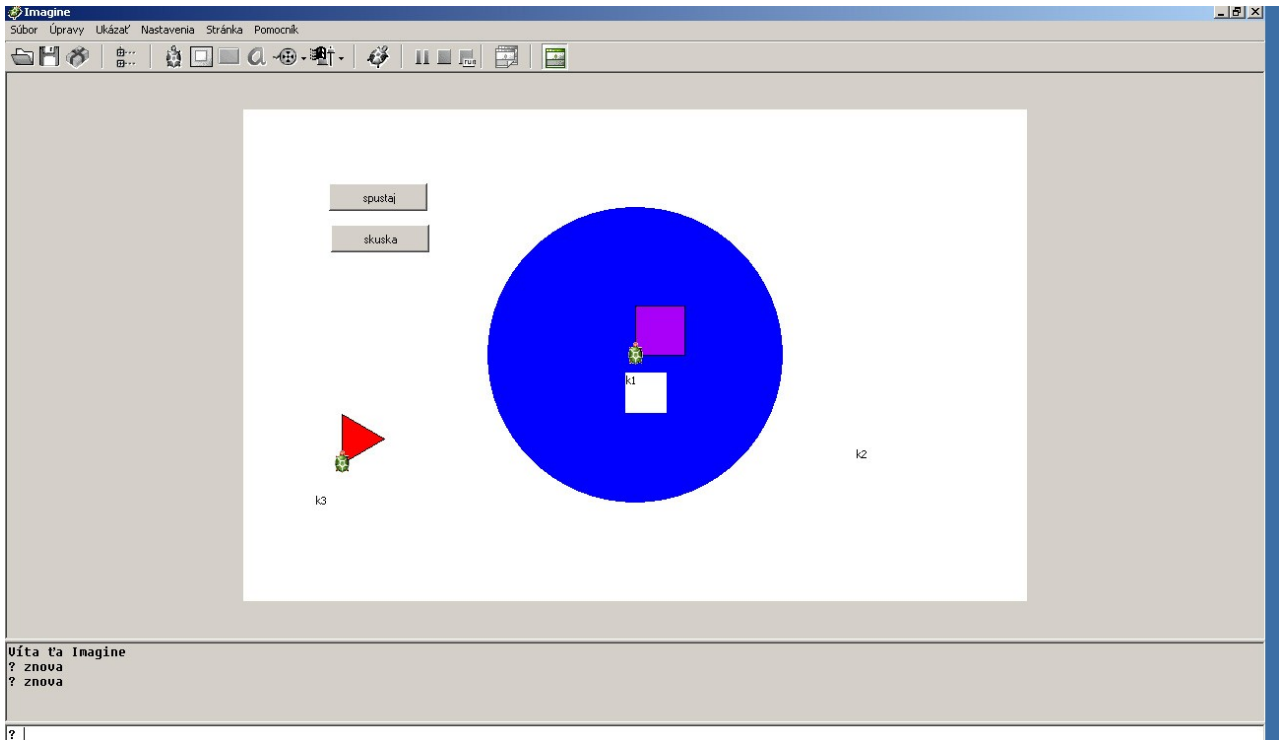 Imagine
Súbor Úpravy Ukázať Nastavenia Stránka Pomocník
spustaj
skuska
k1
k2
k3
Víta ťa Imagine
? znova
? znova
?